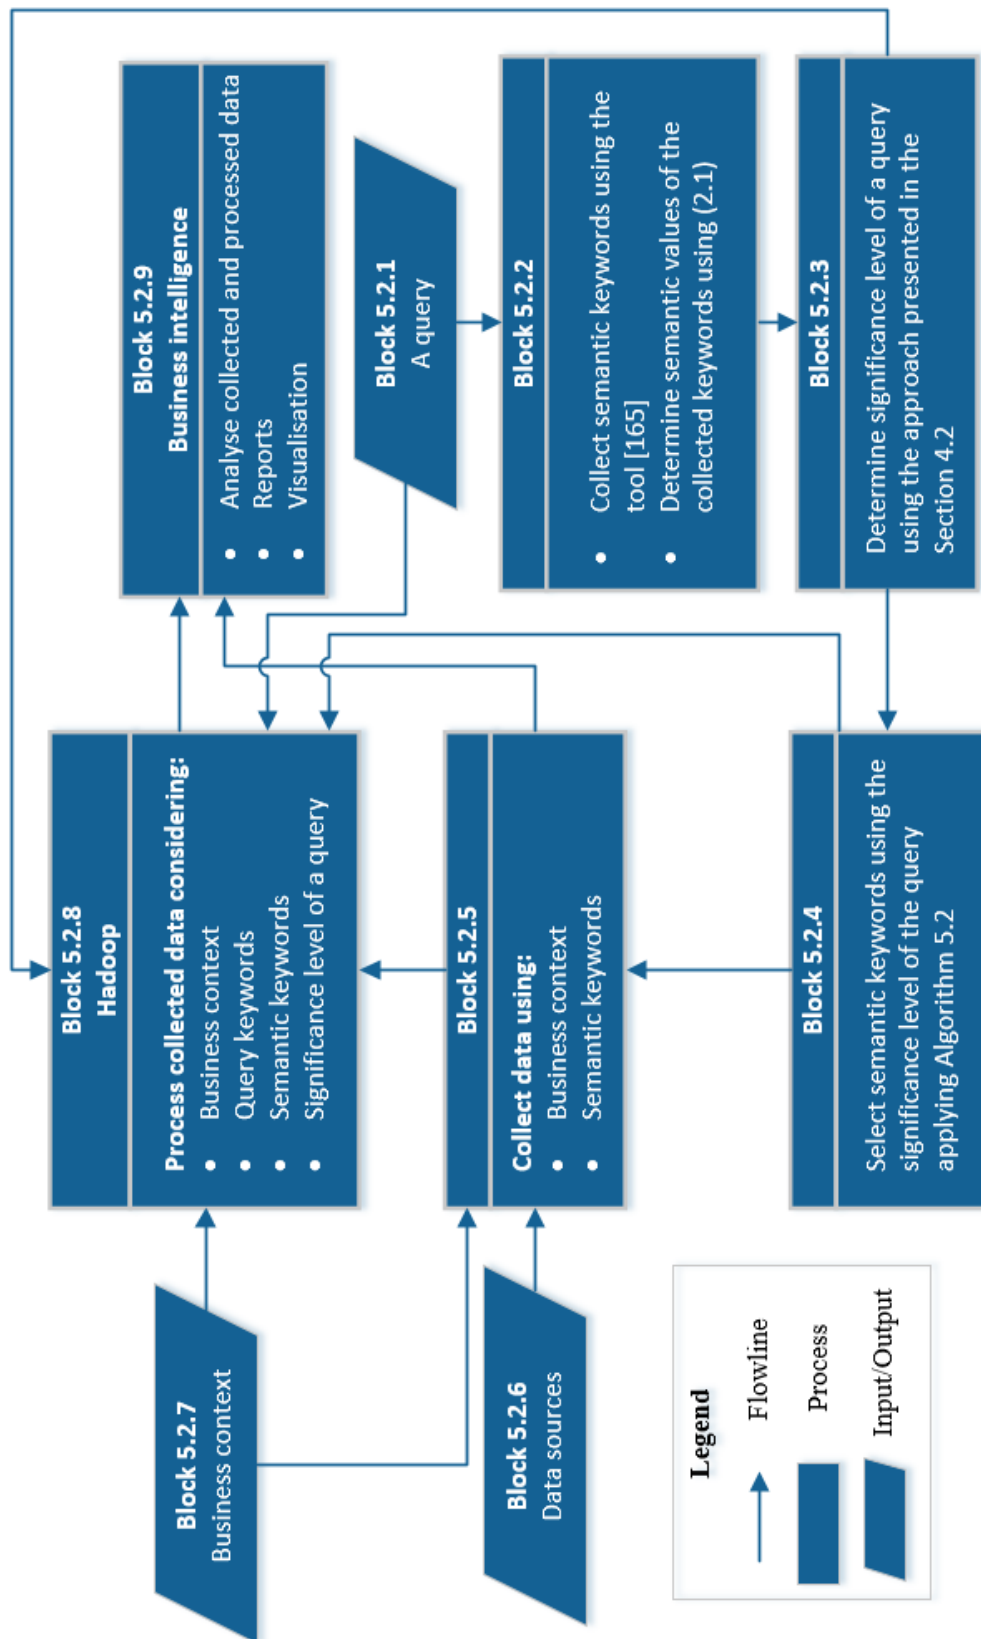 Block 5.2.7
Business context
Block 5.2.8
Hadoop
Process collected data considering:
• Business context
• Query keywords
• Semantic keywords
• Significance level of a query
Block 5.2.9
Business intelligence
• Analyse collected and processed data
• Reports
• Visualisation
Block 5.2.1
A query
Block 5.2.6
Data sources
Block 5.2.5
Collect data using:
• Business context
• Semantic keywords
Block 5.2.2
• Collect semantic keywords using the
tool [165]
• Determine semantic values of the
collected keywords using (2.1)
Legend
Flowline
Process
Input/Output
Block 5.2.4
Select semantic keywords using the
significance level of the query
applying Algorithm 5.2
Block 5.2.3
Determine significance level of a query
using the approach presented in the
Section 4.2